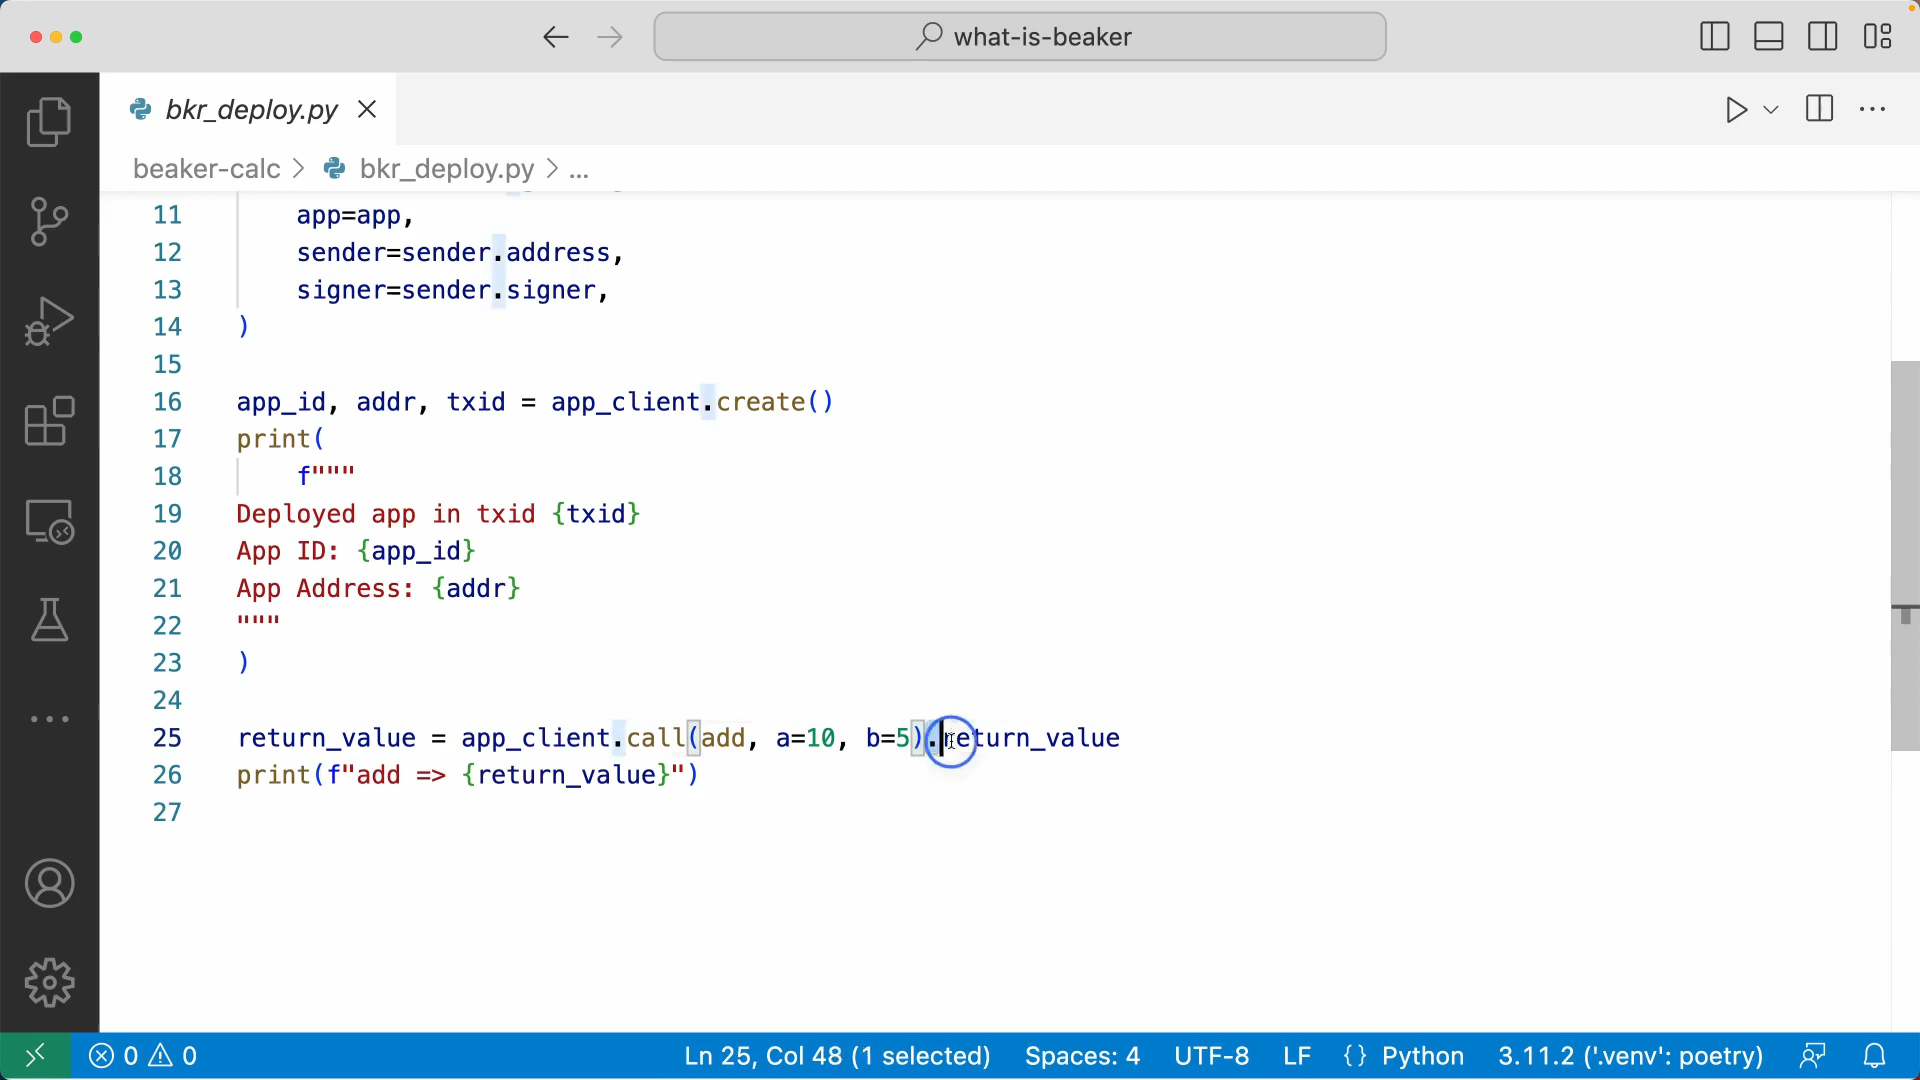 what-is-beaker
bkr_deploy.py
beaker-calc > bkr_deploy.py > ...
11 app=app,
12 sender=sender.address,
13 signer=sender.signer,
14 )
15
16 app_id, addr, txid = app_client.create()
17 print(
18 f"""
19 Deployed app in txid {txid}
20 App ID: {app_id}
21 App Address: {addr}
22 """
23 )
24
25 return_value = app_client.call(add, a=10, b=5).return_value
26 print(f"add => {return_value}")
27
0 0 Ln 25, Col 48 (1 selected) Spaces: 4 UTF-8 LF {} Python 3.11.2 ('.venv': poetry)